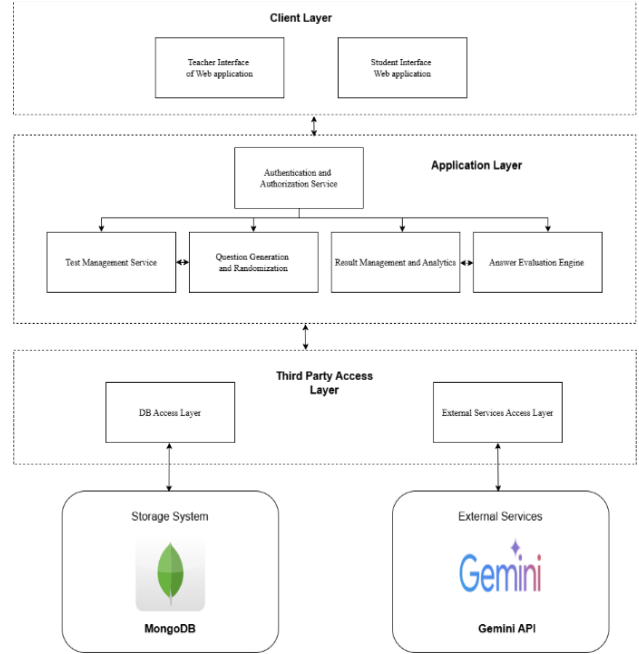 Client Layer
Teacher Interface
of Web application
Student Interface
Web application
Application Layer
Authentication and
Authorization Service
Test Management Service
Question Generation
and Randomization
Result Management and Analytics
Answer Evaluation Engine
Third Party Access
Layer
DB Access Layer
External Services Access Layer
Storage System
MongoDB
External Services
Gemini
Gemini API